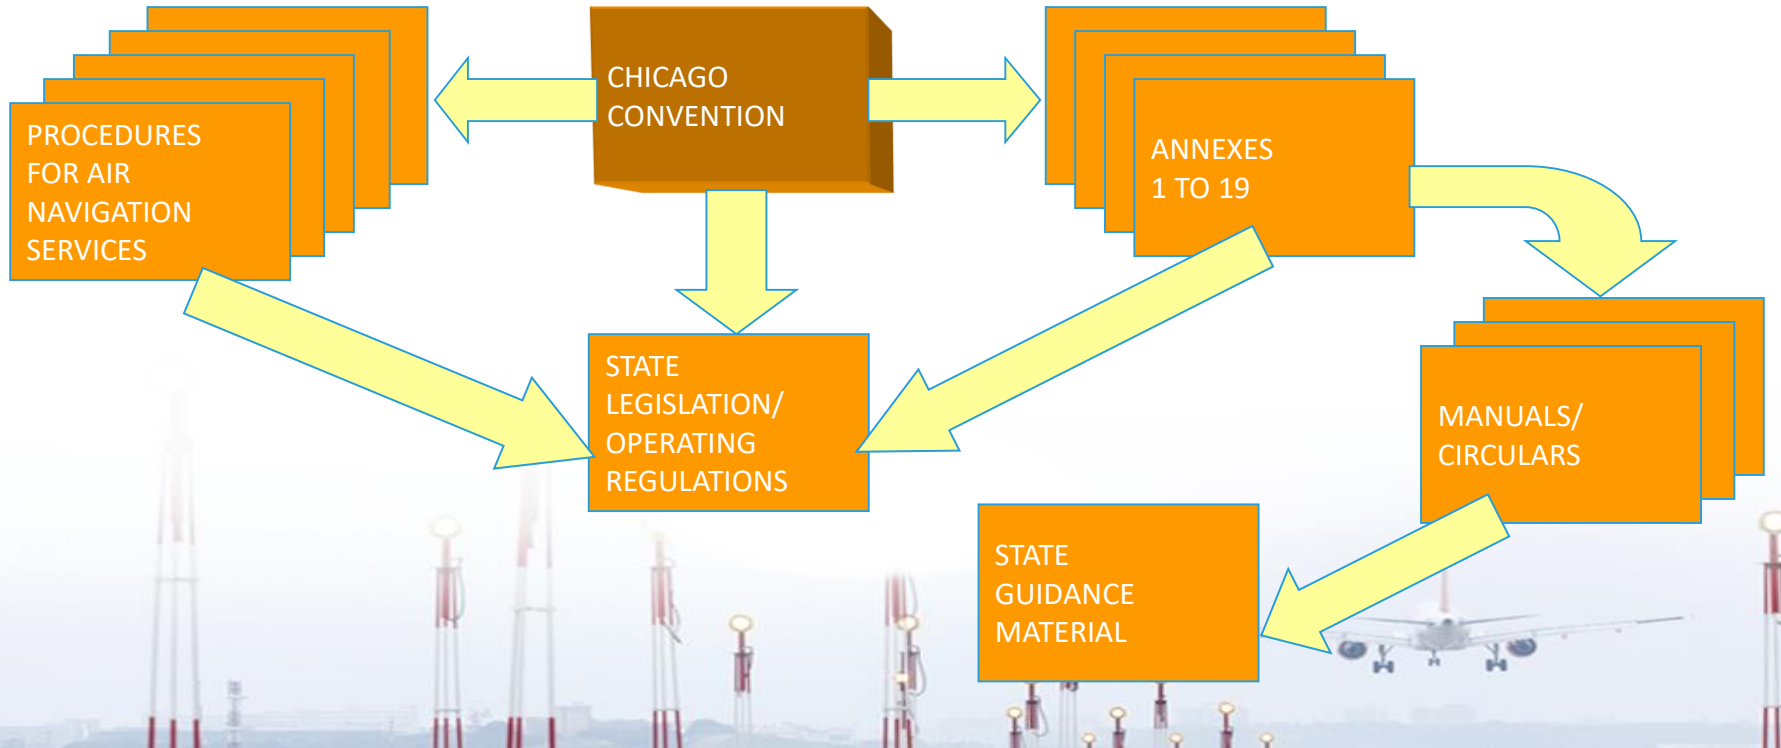 PROCEDURES
FOR AIR
NAVIGATION
SERVICES
CHICAGO
CONVENTION
ANNEXES
1 TO 19
STATE
LEGISLATION/
OPERATING
REGULATIONS
MANUALS/
CIRCULARS
STATE
GUIDANCE
MATERIAL